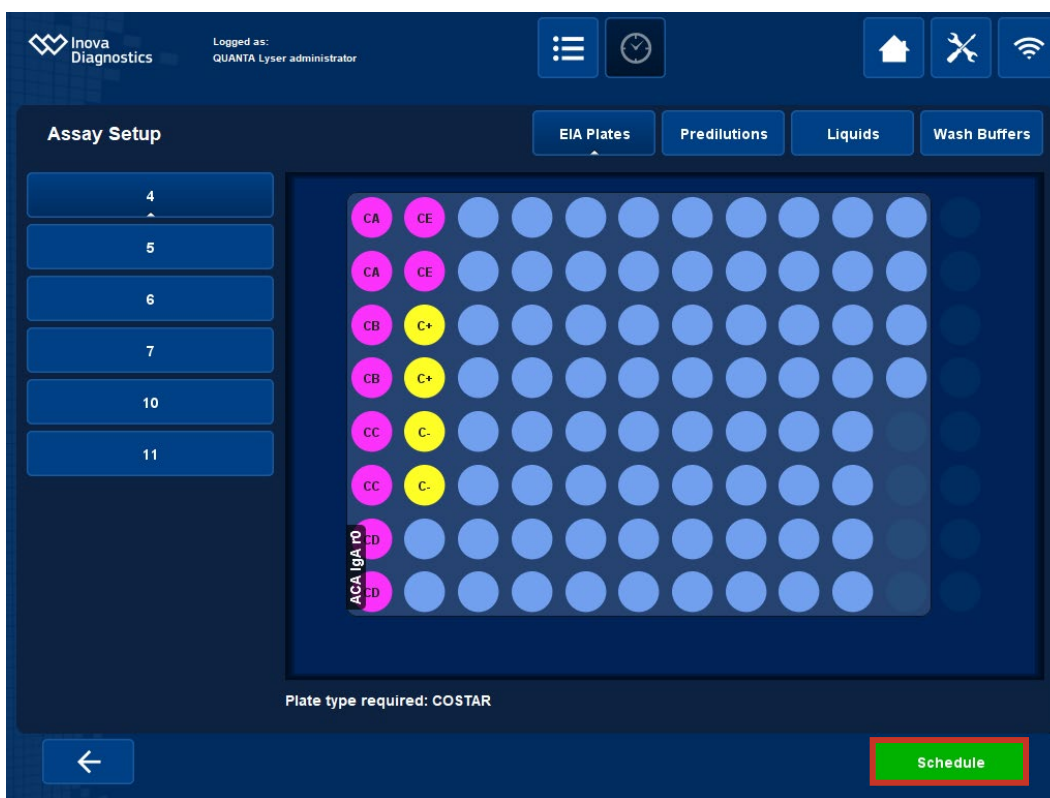 Inova
Diagnostics
Logged as:
QUANTA Lyser administrator
Assay Setup
EIA Plates
Predilutions
Liquids
Wash Buffers
4
5
6
7
10
11
CA CE
CA CE
CB C+
CB C+
CC C-
CC C-
CD
CD
ACA IgA r0
Plate type required: COSTAR
Schedule